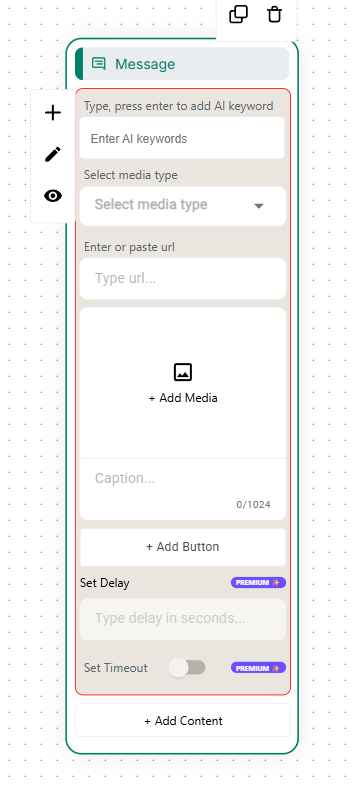 Message
Type, press enter to add AI keyword
Enter AI keywords
Select media type
Select media type
Enter or paste url
Type url...
+ Add Media
Caption...
0/1024
+ Add Button
Set Delay PREMIUM ✨
Type delay in seconds...
Set Timeout PREMIUM ✨
+ Add Content